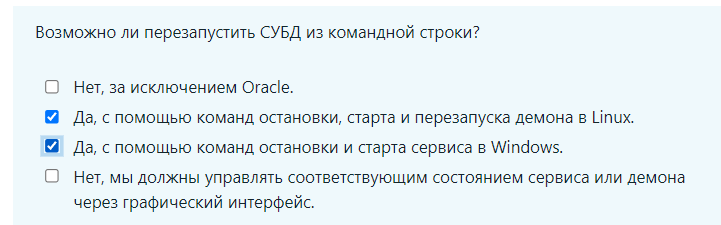 Возможно ли перезапустить СУБД из командной строки?
Нет, за исключением Oracle.
Да, с помощью команд остановки, старта и перезапуска демона в Linux.
Да, с помощью команд остановки и старта сервиса в Windows.
Нет, мы должны управлять соответствующим состоянием сервиса или демона
через графический интерфейс.